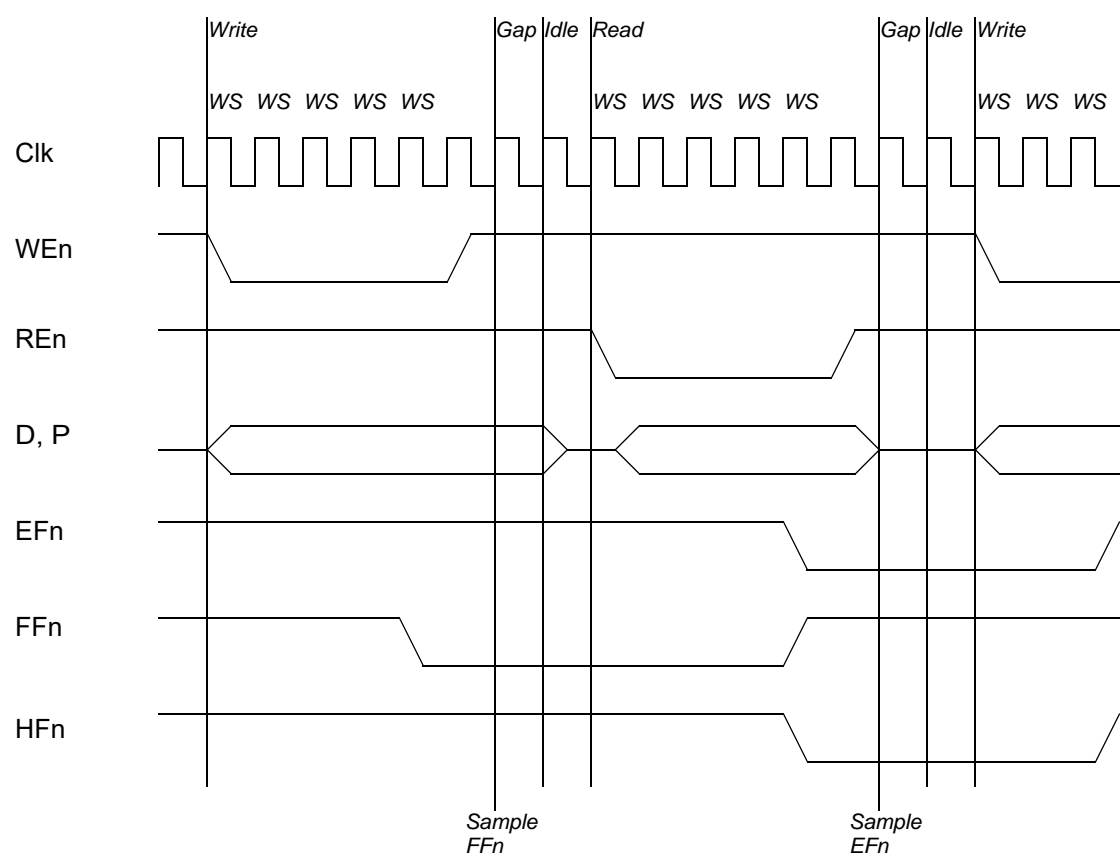 Write Gap Idle Read Gap Idle Write
WS WS WS WS WS WS WS WS WS WS WS WS WS
Clk
WEn
REn
D, P
EFn
FFn
HFn
Sample Sample
FFn EFn